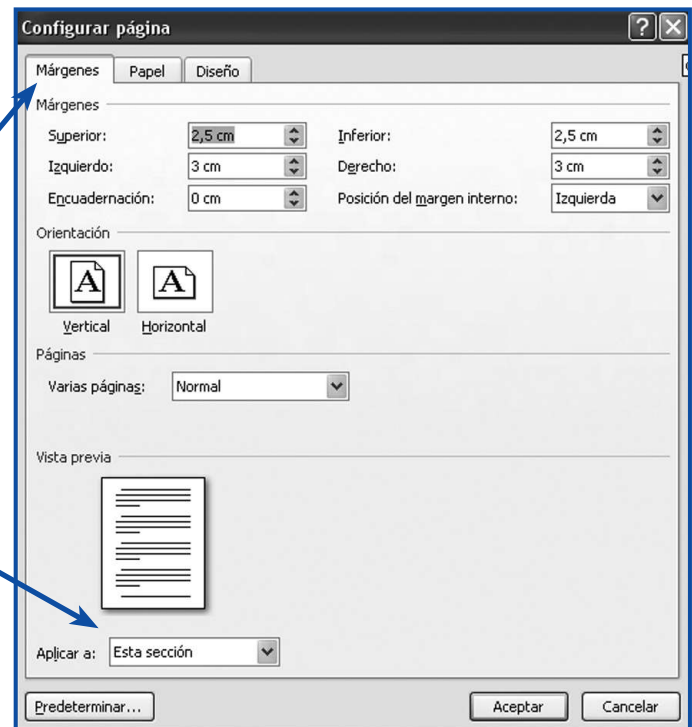 Configurar página
Márgenes Papel Diseño
Márgenes
Superior: 2,5 cm Inferior: 2,5 cm
Izquierdo: 3 cm Derecho: 3 cm
Encuadernación: 0 cm Posición del margen interno: Izquierda
Orientación
A A
Vertical Horizontal
Páginas
Varias páginas: Normal
Vista previa
Aplicar a: Esta sección
Predeterminar... Aceptar Cancelar